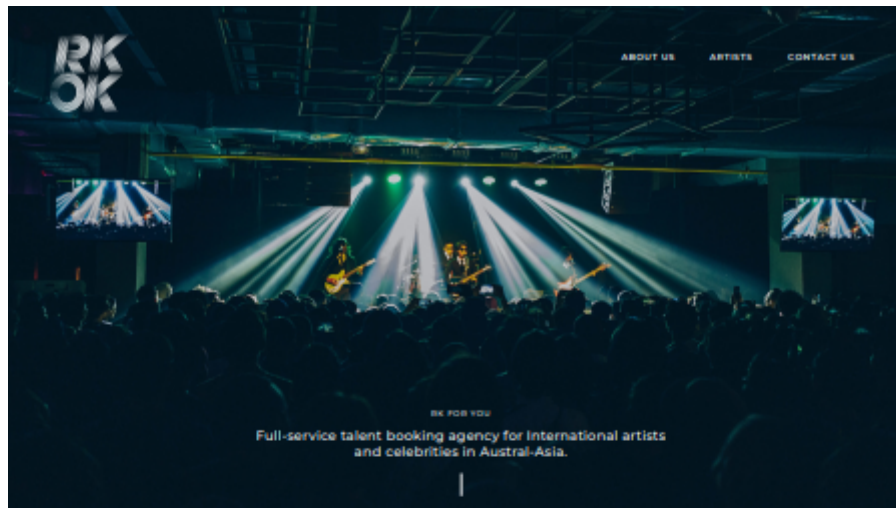 RK
OK
ABOUT US
ARTISTS
CONTACT US
RK FOR YOU
Full-service talent booking agency for International artists
and celebrities in Austral-Asia.